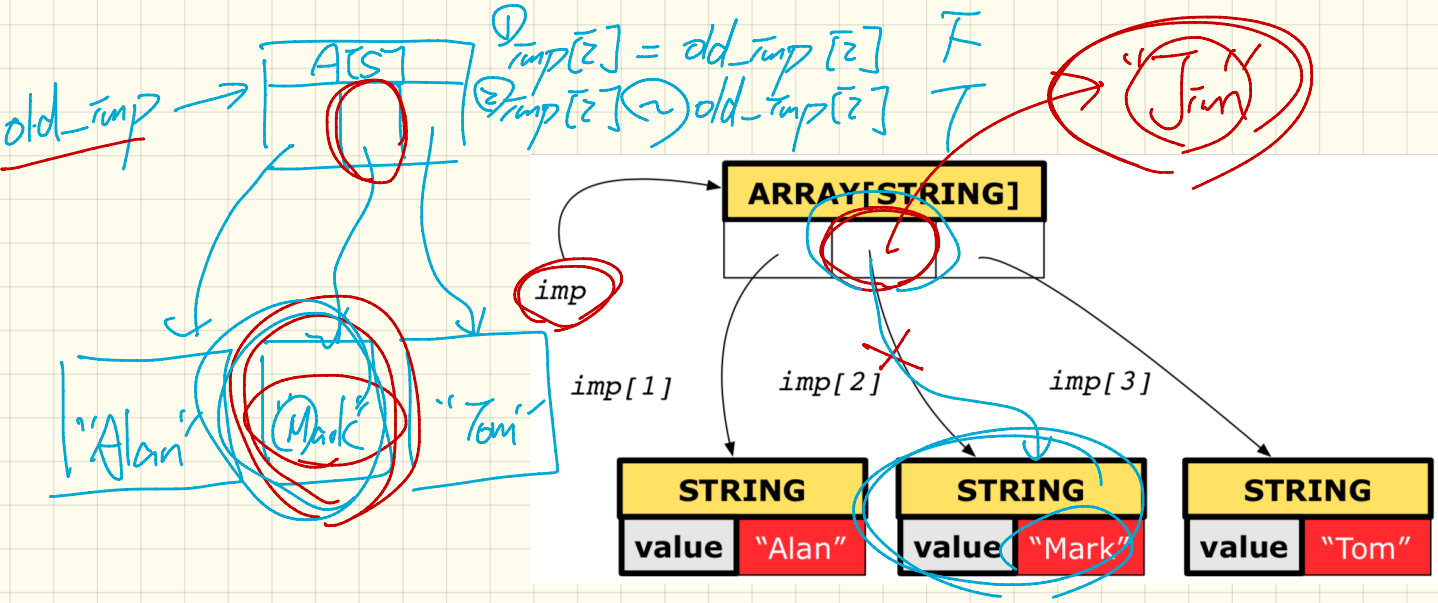 ① imp[2] = old_imp[2] F
② imp[2] ~ old_imp[2] T
old_imp
A[S]
"Jim"
ARRAY[STRING]
imp
imp[1]
imp[2]
imp[3]
"Alan"
"Mark"
"Tom"
STRING
value “Alan”
STRING
value “Mark”
STRING
value “Tom”